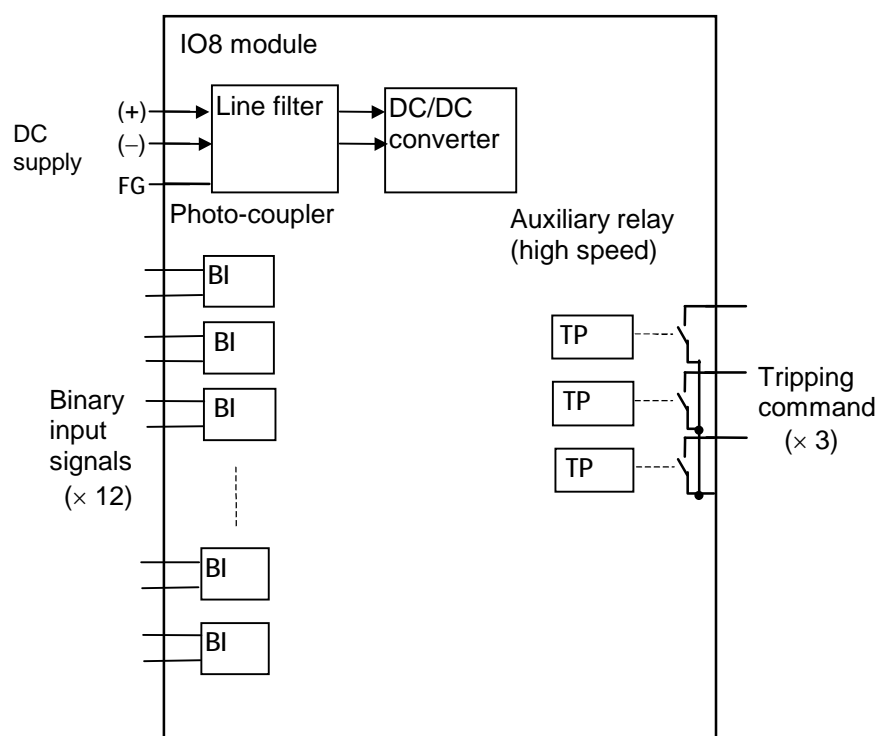 IO8 module
DC
supply
(+)
(−)
FG
Line filter
DC/DC
converter
Photo-coupler
Auxiliary relay
(high speed)
BI
BI
BI
BI
BI
Binary
input
signals
(× 12)
TP
TP
TP
Tripping
command
(× 3)